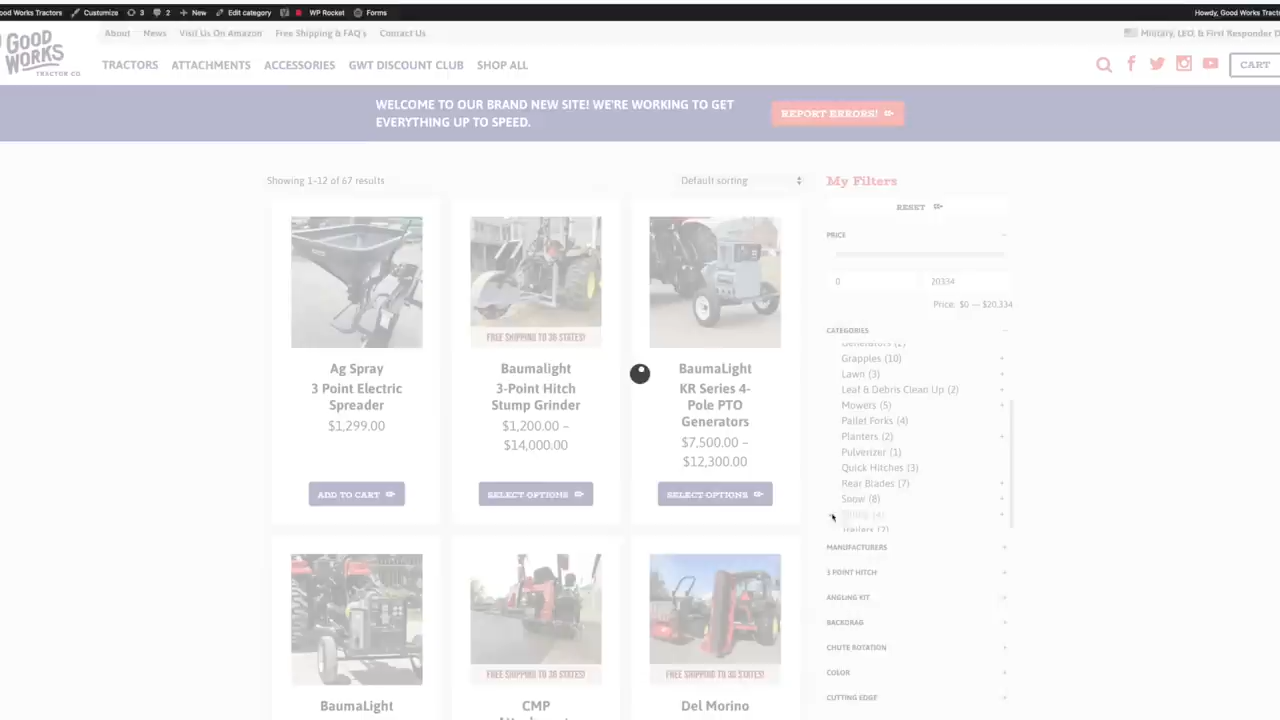 ood Works Tractors Customize 3 2 New Edit category WP Rocket Forms Howdy, Good Works Tracto
GOOD
WORKS
TRACTOR CO.
About News Visit Us On Amazon Free Shipping & FAQ's Contact Us Military, LEO, & First Responder D
TRACTORS ATTACHMENTS ACCESSORIES GWT DISCOUNT CLUB SHOP ALL CART
WELCOME TO OUR BRAND NEW SITE! WE'RE WORKING TO GET
EVERYTHING UP TO SPEED.
REPORT ERRORS!
Showing 1–12 of 67 results
Default sorting
FREE SHIPPING TO 36 STATES!
Ag Spray
3 Point Electric
Spreader
$1,299.00
ADD TO CART
Baumalight
3-Point Hitch
Stump Grinder
$1,200.00 –
$14,000.00
SELECT OPTIONS
BaumaLight
KR Series 4-
Pole PTO
Generators
$7,500.00 –
$12,300.00
SELECT OPTIONS
FREE SHIPPING TO 36 STATES!
FREE SHIPPING TO 36 STATES!
BaumaLight
CMP
Attachment
Del Morino
My Filters
RESET
PRICE –
0 20334
Price: $0 — $20,334
CATEGORIES –
Generators (2)
Grapples (10) +
Lawn (3) +
Leaf & Debris Clean Up (2) +
Mowers (5) +
Pallet Forks (4)
Planters (2) +
Pulverizer (1)
Quick Hitches (3)
Rear Blades (7) +
Snow (8) +
(4) +
Trailers (2)
MANUFACTURERS +
3 POINT HITCH +
ANGLING KIT +
BACKDRAG +
CHUTE ROTATION +
COLOR +
CUTTING EDGE +